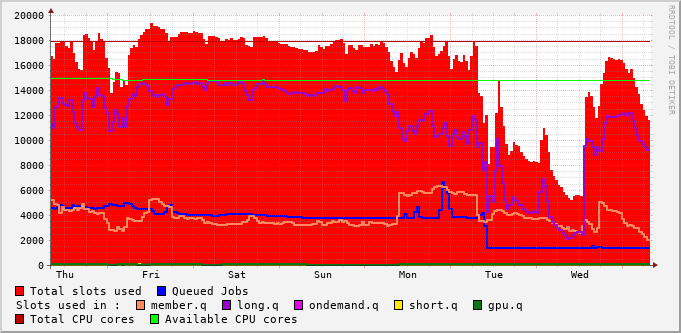 20000
18000
16000
14000
12000
10000
8000
6000
4000
2000
0
Thu Fri Sat Sun Mon Tue Wed
RRDTOOL / TOBI OETIKER
Total slots used Queued Jobs
Slots used in : member.q long.q ondemand.q short.q gpu.q
Total CPU cores Available CPU cores